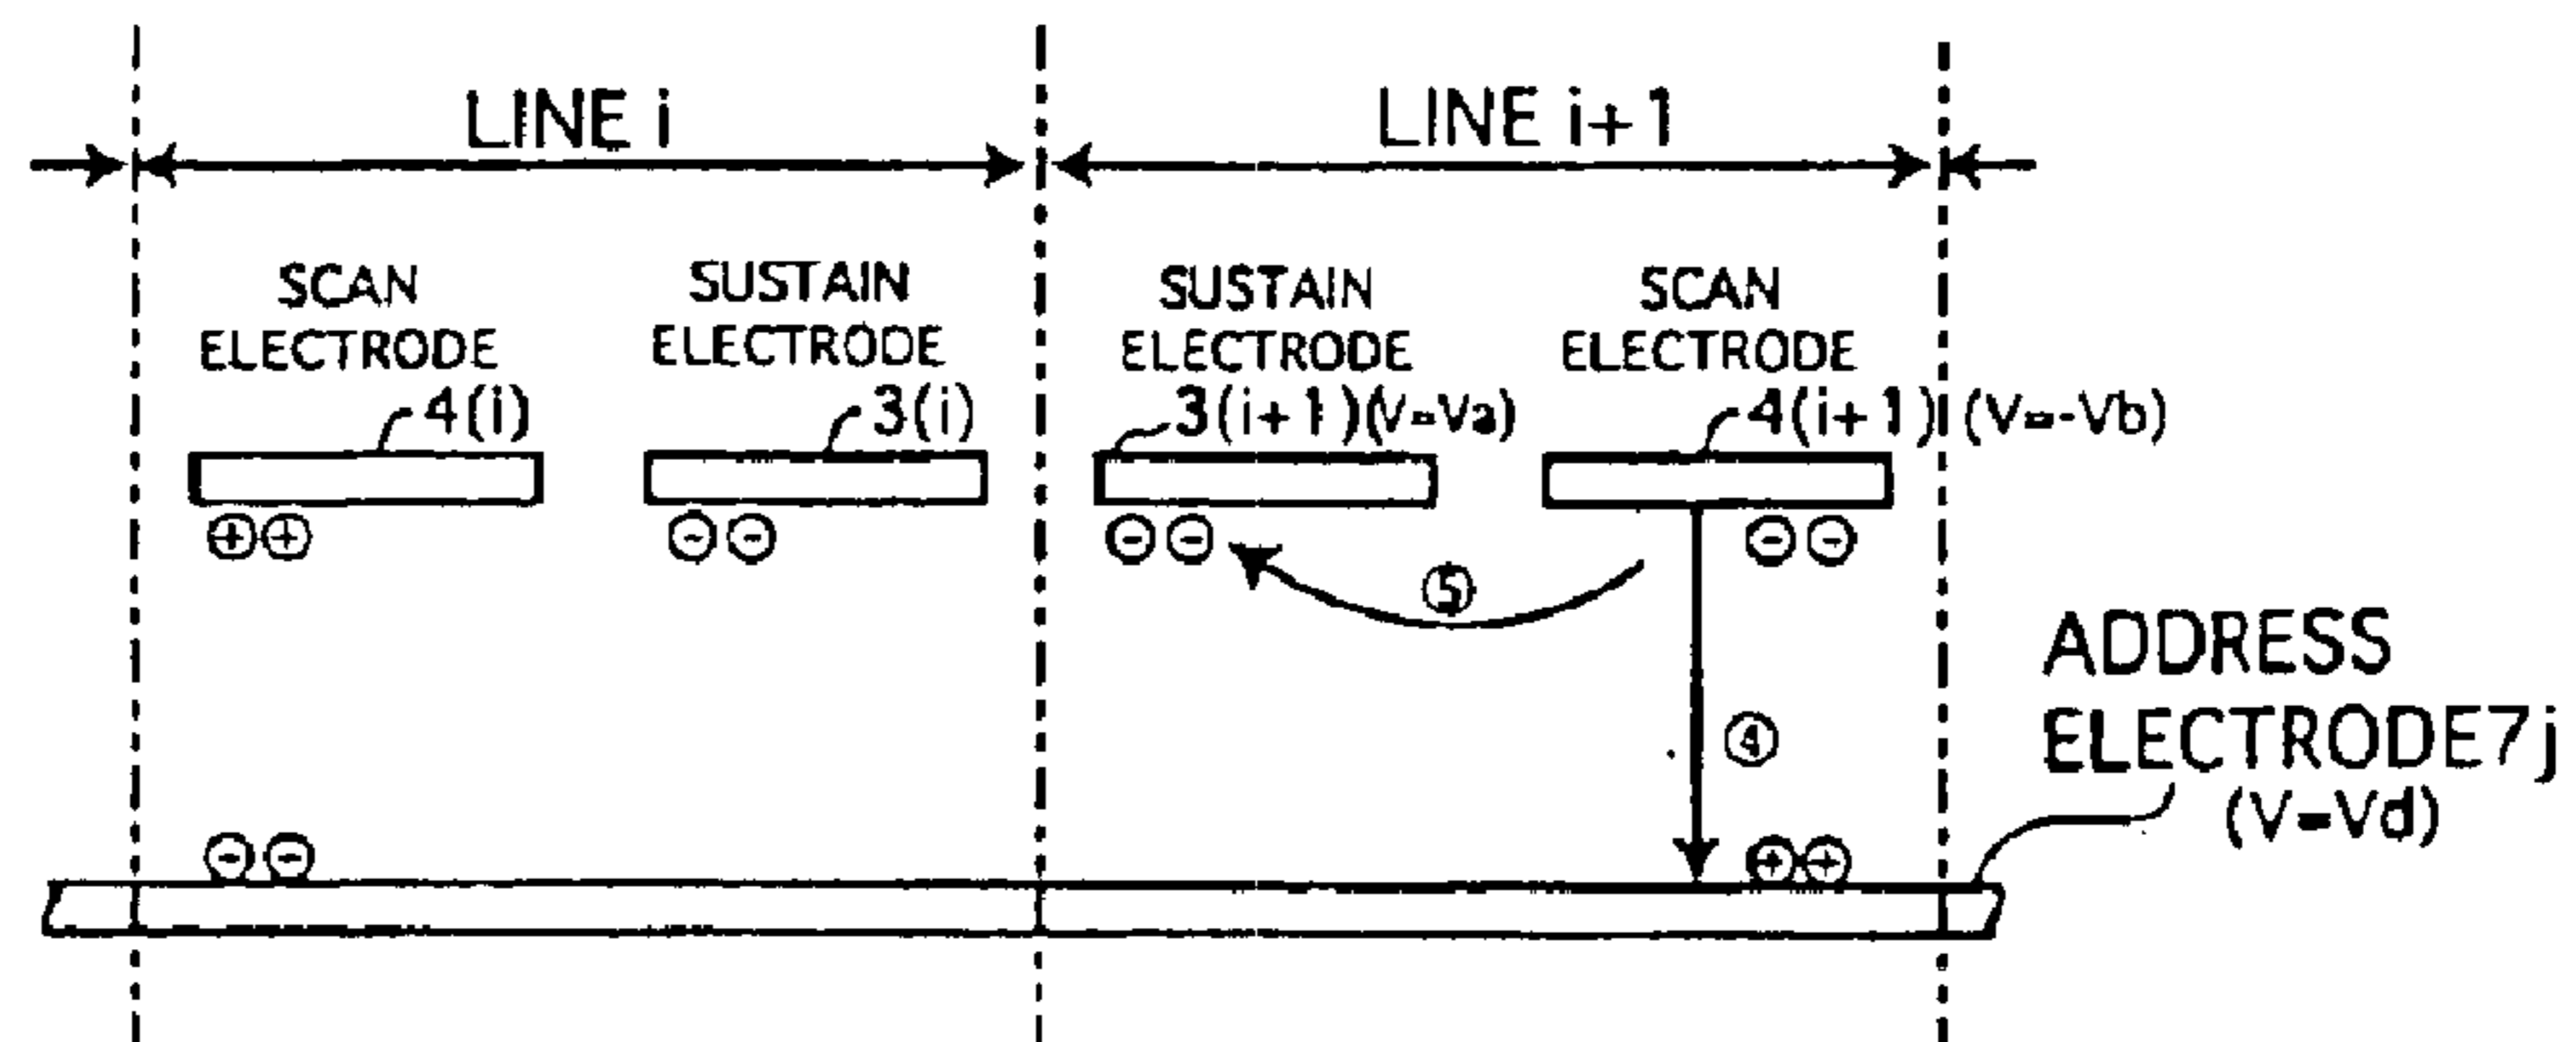 LINE i
LINE i+1
SCAN
ELECTRODE
4(i)
SUSTAIN
ELECTRODE
3(i)
SUSTAIN
ELECTRODE
3(i+1)(V=Va)
SCAN
ELECTRODE
4(i+1)(V=-Vb)
⊕⊕
⊖⊖
⊖⊖
⊖⊖
⑤
④
ADDRESS
ELECTRODE7j
(V=Vd)
⊖⊖
⊕⊕